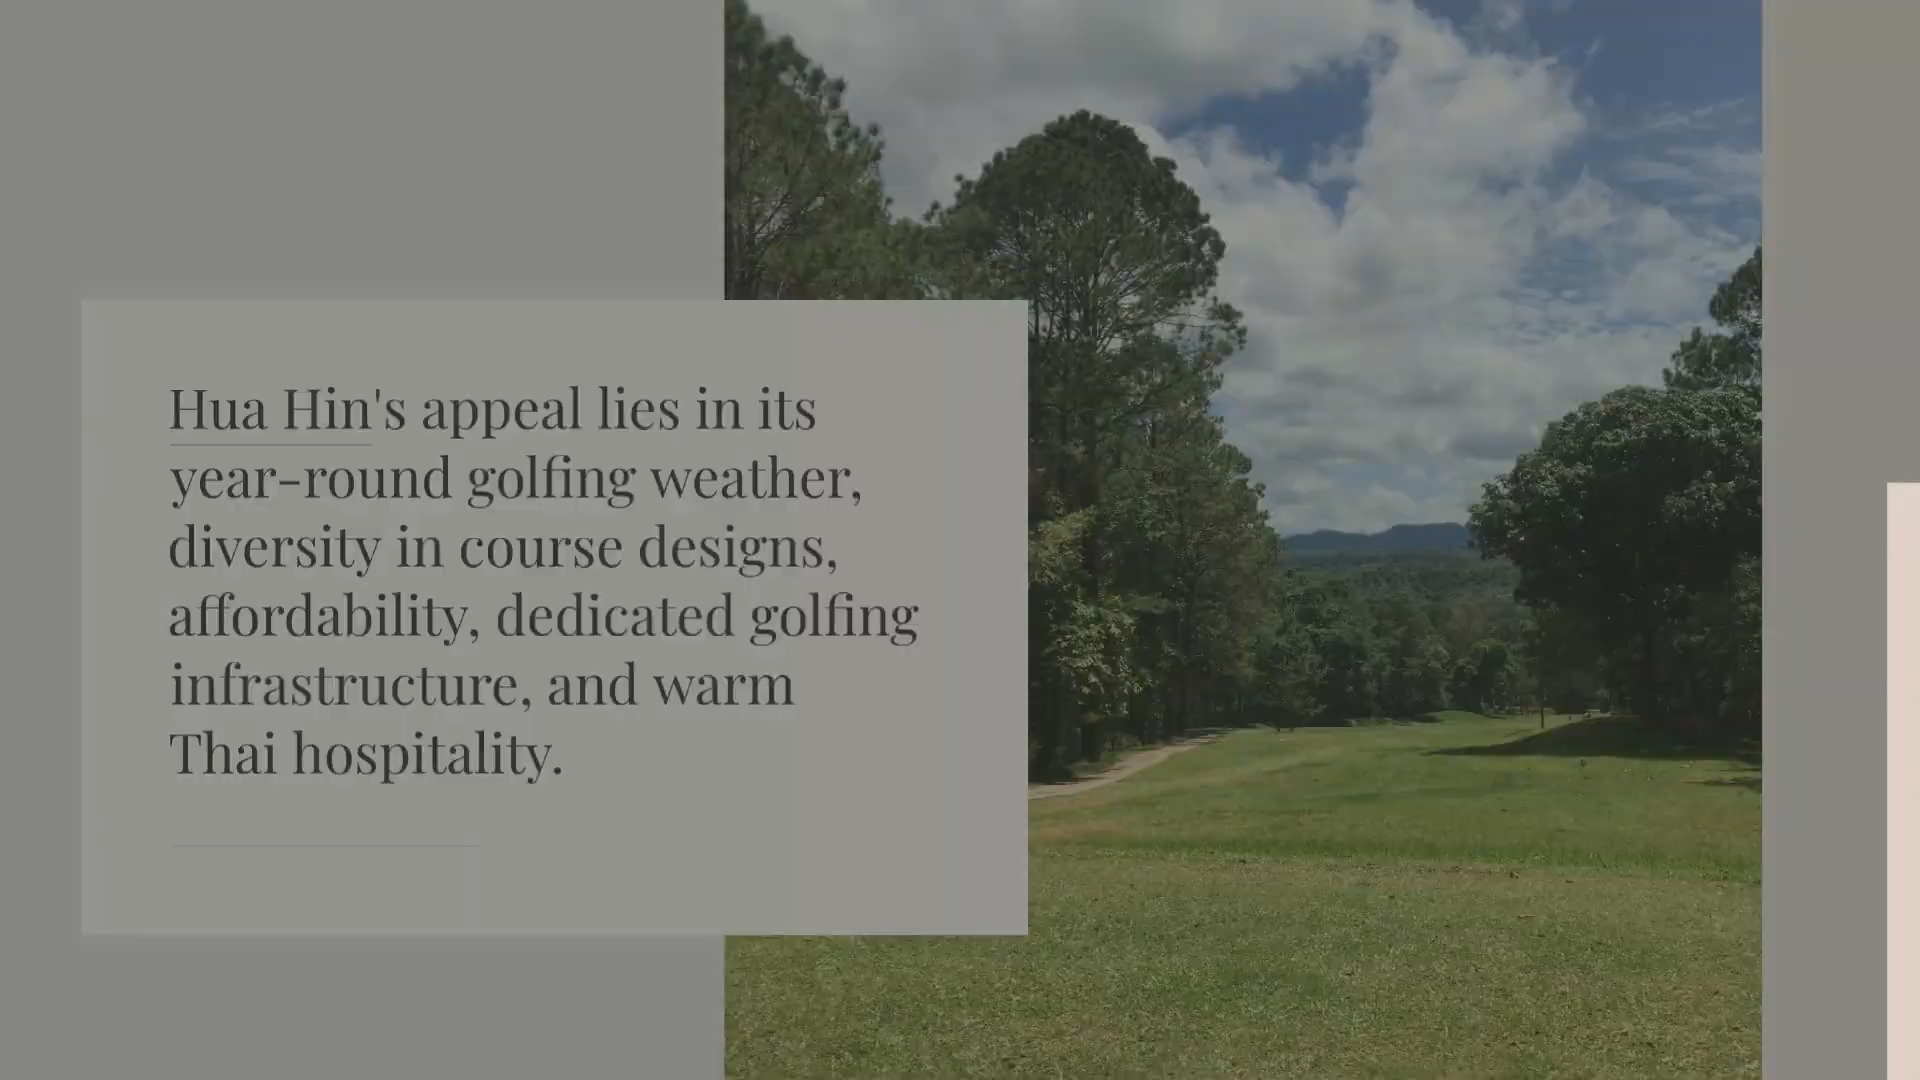 Hua Hin's appeal lies in its
year-round golfing weather,
diversity in course designs,
affordability, dedicated golfing
infrastructure, and warm
Thai hospitality.